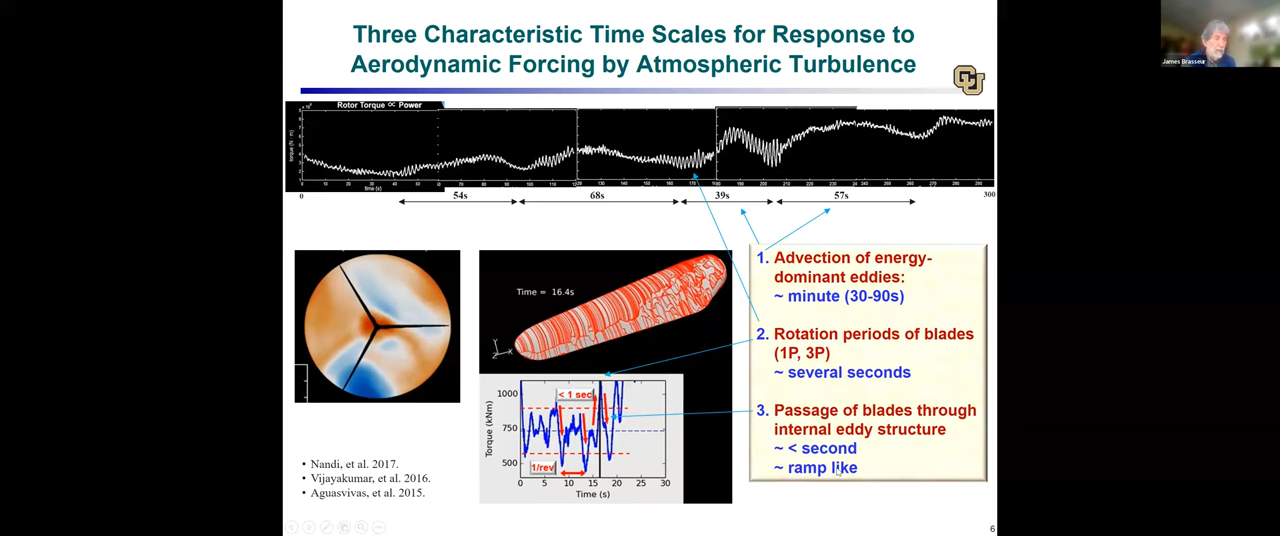 Three Characteristic Time Scales for Response to
Aerodynamic Forcing by Atmospheric Turbulence
James Brasseur
CU
Rotor Torque ∝ Power
time (s)
0
54s
68s
39s
57s
300
1. Advection of energy-
dominant eddies:
~ minute (30-90s)
2. Rotation periods of blades
(1P, 3P)
~ several seconds
3. Passage of blades through
internal eddy structure
~ < second
~ ramp like
Time = 16.4s
Y
Z
X
1000
750
500
Torque (kNm)
< 1 sec
1/rev
0 5 10 15 20 25 30
Time (s)
• Nandi, et al. 2017.
• Vijayakumar, et al. 2016.
• Aguasvivas, et al. 2015.
6